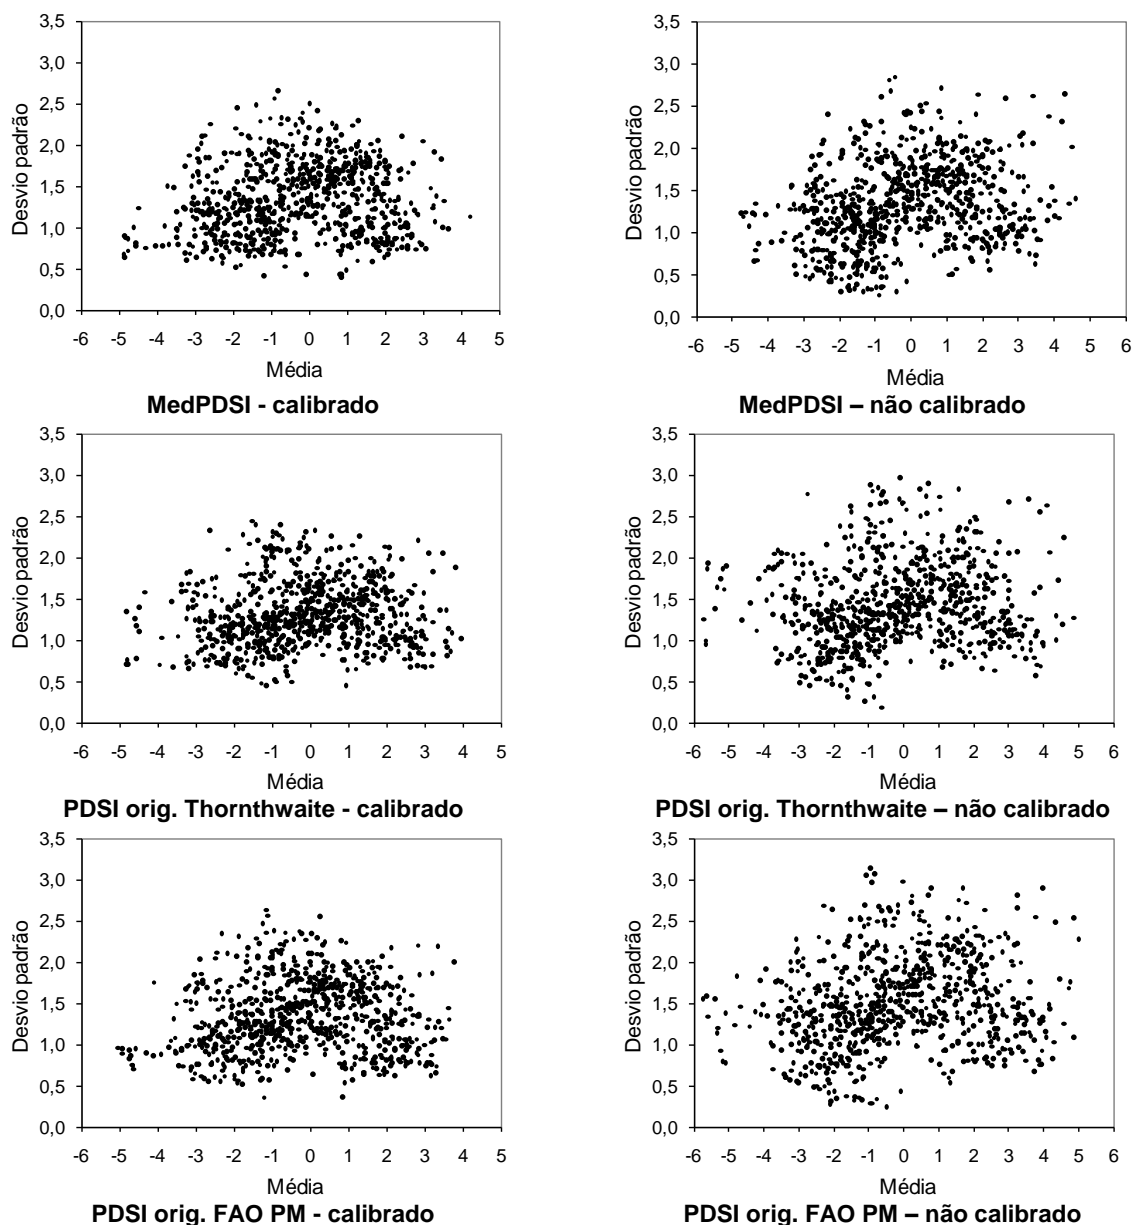 3,5
3,0
2,5
2,0
1,5
1,0
0,5
0,0
Desvio padrão
-6 -5 -4 -3 -2 -1 0 1 2 3 4 5
Média
MedPDSI - calibrado
3,5
3,0
2,5
2,0
1,5
1,0
0,5
0,0
Desvio padrão
-6 -5 -4 -3 -2 -1 0 1 2 3 4 5 6
Média
MedPDSI – não calibrado
3,5
3,0
2,5
2,0
1,5
1,0
0,5
0,0
Desvio padrão
-6 -5 -4 -3 -2 -1 0 1 2 3 4 5
Média
PDSI orig. Thornthwaite - calibrado
3,5
3,0
2,5
2,0
1,5
1,0
0,5
0,0
Desvio padrão
-6 -5 -4 -3 -2 -1 0 1 2 3 4 5 6
Média
PDSI orig. Thornthwaite – não calibrado
3,5
3,0
2,5
2,0
1,5
1,0
0,5
0,0
Desvio padrão
-6 -5 -4 -3 -2 -1 0 1 2 3 4 5
Média
PDSI orig. FAO PM - calibrado
3,5
3,0
2,5
2,0
1,5
1,0
0,5
0,0
Desvio padrão
-6 -5 -4 -3 -2 -1 0 1 2 3 4 5 6
Média
PDSI orig. FAO PM – não calibrado